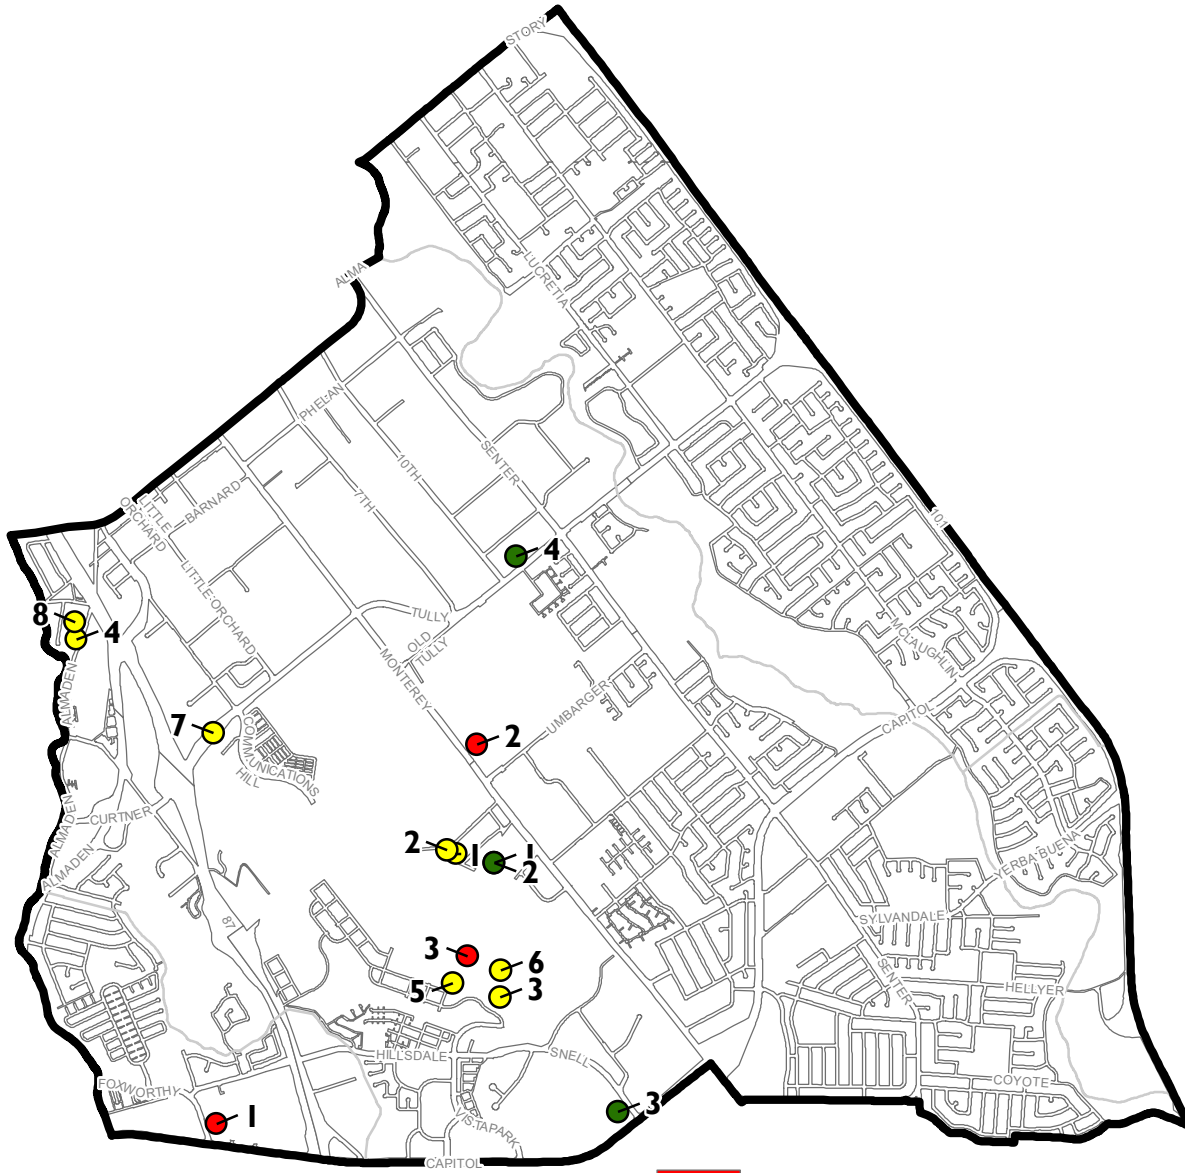 STORY
ALMA
LUCRETIA
PHELAN
SENTER
10TH
7TH
BARNARD
LITTLE
ORCHARD
101
4
LITTLE ORCHARD
8
4
TULLY
OLD
TULLY
MCLAUGHLIN
MONTEREY
ALMADEN
UMBARGER
CAPITOL
7
2
COMMUNICATIONS
HILL
ALMADEN
CURTNER
2
1
1
2
YERBA BUENA
ALMADEN
87
SYLVANDALE
3
6
5
3
SENTER
HELLYER
HILLSDALE
SNELL
FOXWORTHY
COYOTE
3
1
VISTAPARK
CAPITOL